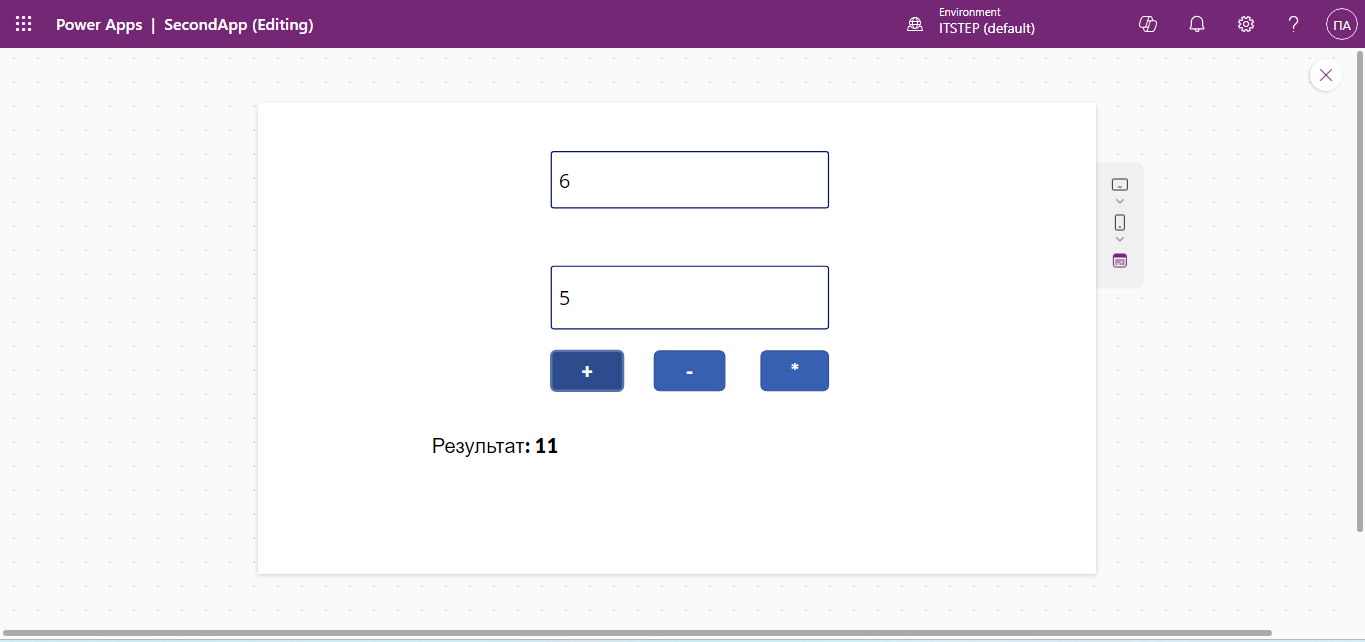 Power Apps | SecondApp (Editing)
Environment
ITSTEP (default)
?
ПА
6
5
+
-
*
Результат: 11